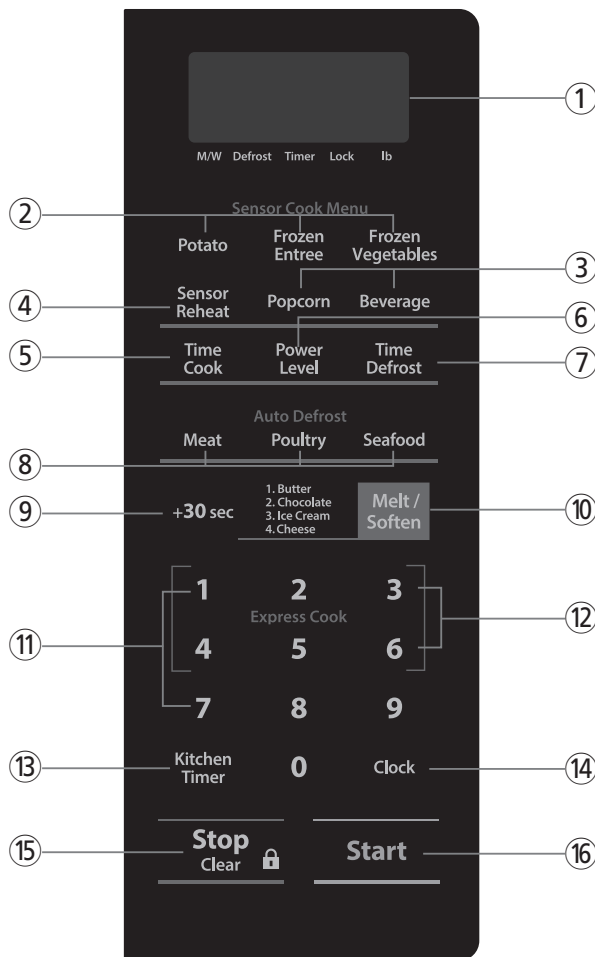 ①
M/W Defrost Timer Lock lb
②
Sensor Cook Menu
Potato Frozen Entree Frozen Vegetables
③
④
Sensor Reheat Popcorn Beverage
⑥
⑤
Time Cook Power Level Time Defrost
⑦
Auto Defrost
Meat Poultry Seafood
⑧
⑨
+30 sec
1. Butter
2. Chocolate
3. Ice Cream
4. Cheese
Melt / Soften
⑩
1 2 3
Express Cook
⑪
⑫
4 5 6
7 8 9
⑬
Kitchen Timer 0 Clock
⑭
⑮
Stop
Clear
Start
⑯